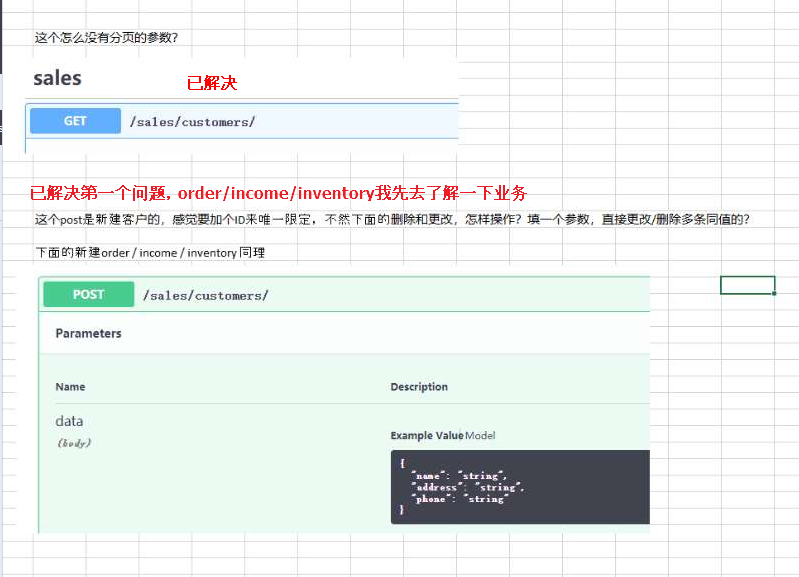 这个怎么没有分页的参数？
sales
已解决
GET /sales/customers/
已解决第一个问题，order/income/inventory我先去了解一下业务
这个post是新建客户的，感觉要加个ID来唯一限定，不然下面的删除和更改，怎样操作？填一个参数，直接更改/删除多条同值的？
下面的新建order / income / inventory 同理
POST /sales/customers/
Parameters
Name Description
data
(body)
Example Value Model
{
"name": "string",
"address": "string",
"phone": "string"
}